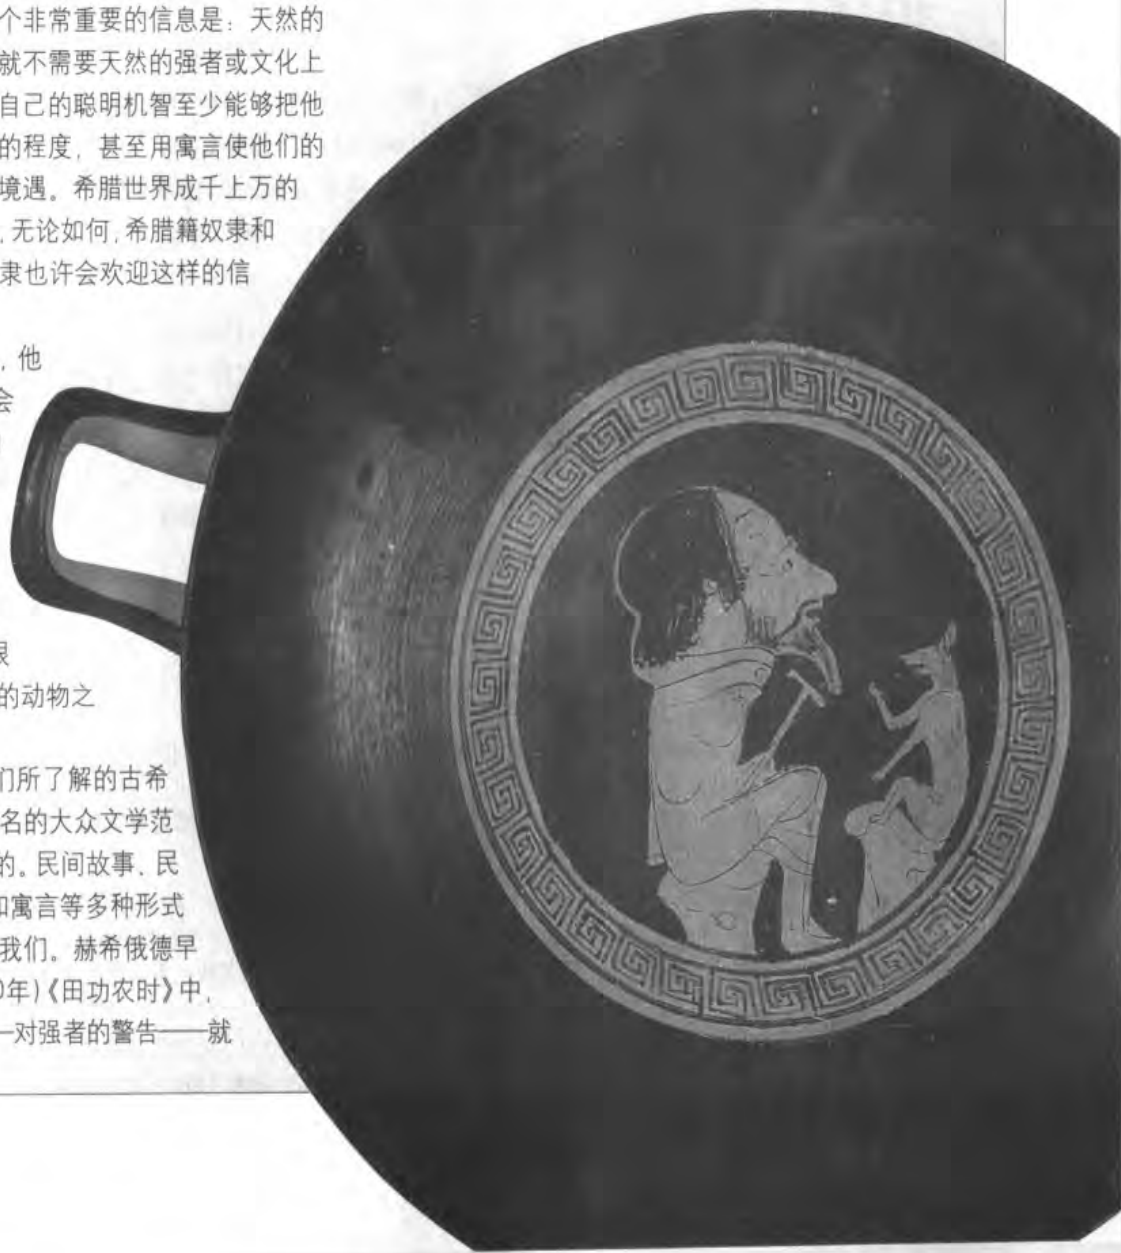 个非常重要的信息是：天然的
就不需要天然的强者或文化上
自己的聪明机智至少能够把他
的程度，甚至用寓言使他们的
境遇。希腊世界成千上万的
，无论如何，希腊籍奴隶和
隶也许会欢迎这样的信
，他
会
的动物之
们所了解的古希
名的大众文学范
的。民间故事、民
和寓言等多种形式
我们。赫希俄德早
0年)《田功农时》中，
—对强者的警告——就